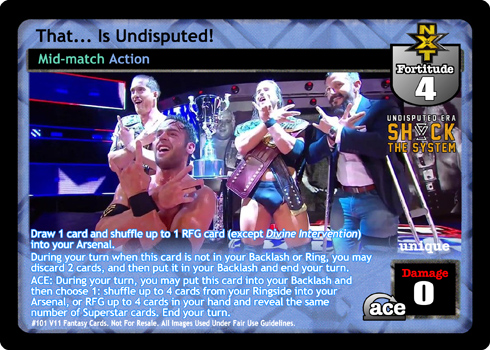 That... Is Undisputed!
NXT
Mid-match Action
Fortitude
4
UNDISPUTED ERA
SHOCK
THE SYSTEM
Draw 1 card and shuffle up to 1 RFG card (except Divine Intervention)
into your Arsenal.
During your turn when this card is not in your Backlash or Ring, you may
discard 2 cards, and then put it in your Backlash and end your turn.
ACE: During your turn, you may put this card into your Backlash and
then choose 1: shuffle up to 4 cards from your Ringside into your
Arsenal, or RFG up to 4 cards in your hand and reveal the same
number of Superstar cards. End your turn.
#101 V11 Fantasy Cards. Not For Resale. All Images Used Under Fair Use Guidelines.
unique
Damage
0
ace